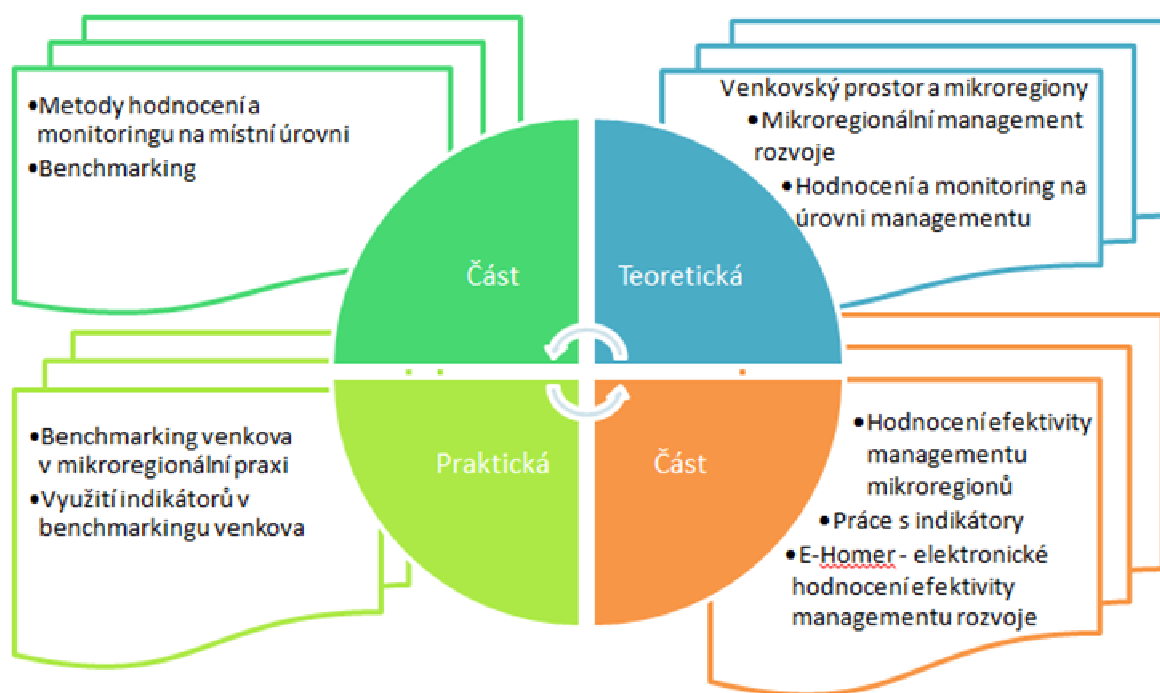 •Metody hodnocení a
monitoringu na místní úrovni
•Benchmarking
Venkovský prostor a mikroregiony
•Mikroregionální management
rozvoje
•Hodnocení a monitoring na
úrovni managementu
Část
Teoretická
Praktická
Část
•Benchmarking venkova
v mikroregionální praxi
•Využití indikátorů v
benchmarkingu venkova
•Hodnocení efektivity
managementu
mikroregionů
•Práce s indikátory
•E-Homer - elektronické
hodnocení efektivity
managementu rozvoje